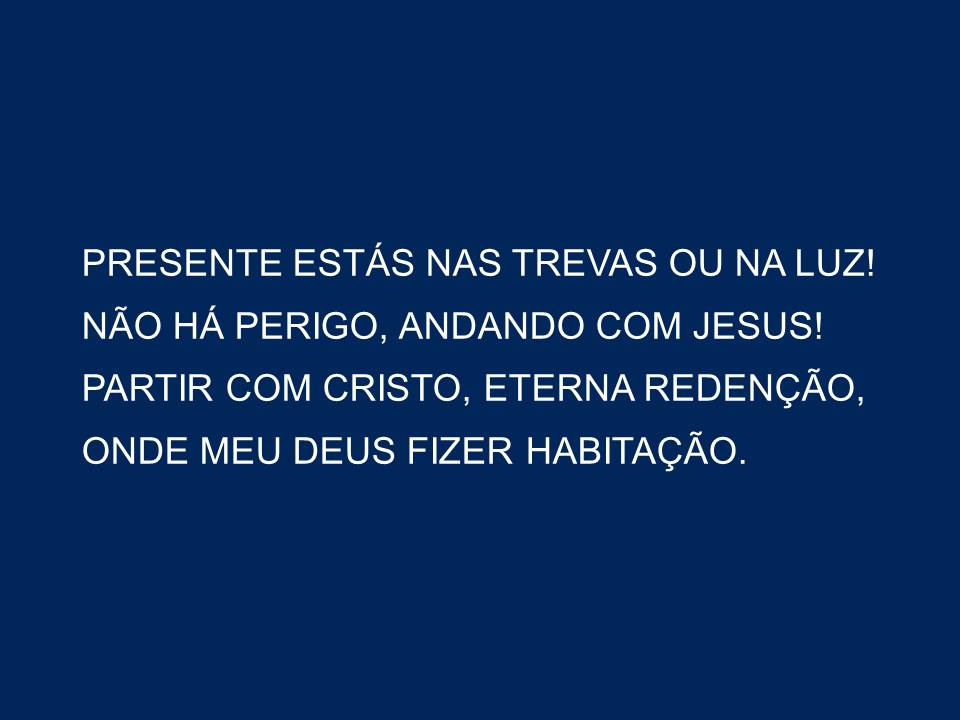 PRESENTE ESTÁS NAS TREVAS OU NA LUZ!
NÃO HÁ PERIGO, ANDANDO COM JESUS!
PARTIR COM CRISTO, ETERNA REDENÇÃO,
ONDE MEU DEUS FIZER HABITAÇÃO.